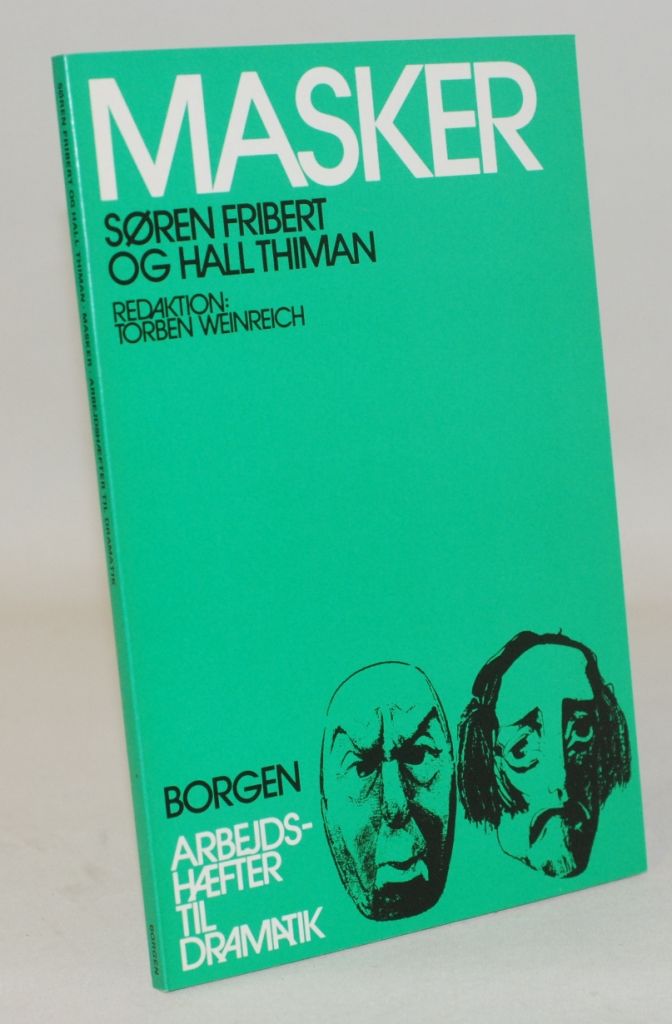 MASKER
SØREN FRIBERT
OG HALL THIMAN
REDAKTION:
TORBEN WEINREICH
BORGEN
ARBEJDS-
HÆFTER
TIL
DRAMATIK
SØREN FRIBERT OG HALL THIMAN MASKER · ARBEJDSHÆFTER TIL DRAMATIK
BORGEN